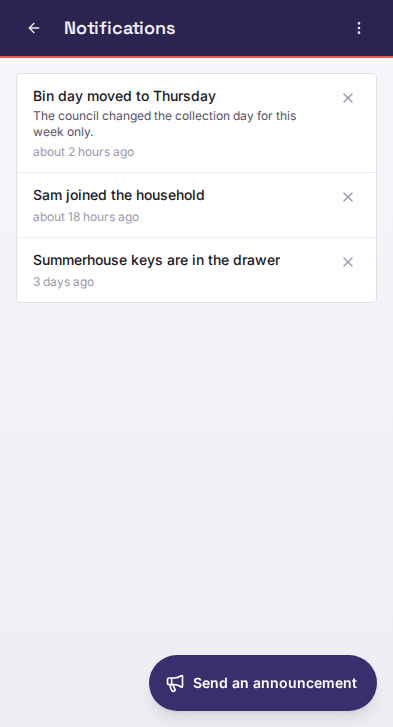 Notifications
Bin day moved to Thursday
The council changed the collection day for this
week only.
about 2 hours ago
Sam joined the household
about 18 hours ago
Summerhouse keys are in the drawer
3 days ago
Send an announcement